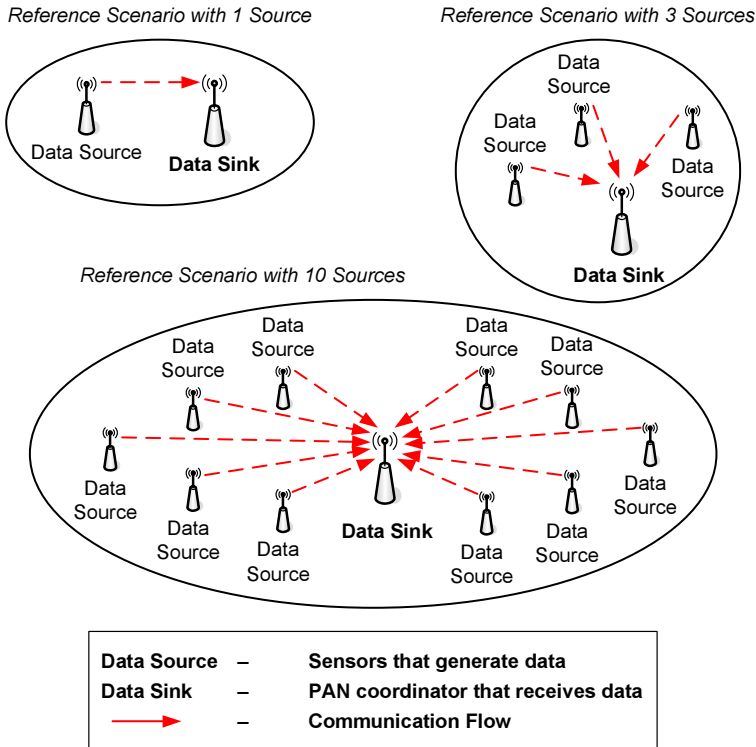 Reference Scenario with 1 Source
Data Source
Data Sink
Reference Scenario with 3 Sources
Data
Source
Data
Source
Data
Source
Data Sink
Reference Scenario with 10 Sources
Data
Source
Data
Source
Data
Source
Data
Source
Data
Source
Data
Source
Data
Source
Data
Source
Data
Source
Data
Source
Data Sink
Data Source – Sensors that generate data
Data Sink – PAN coordinator that receives data
– Communication Flow